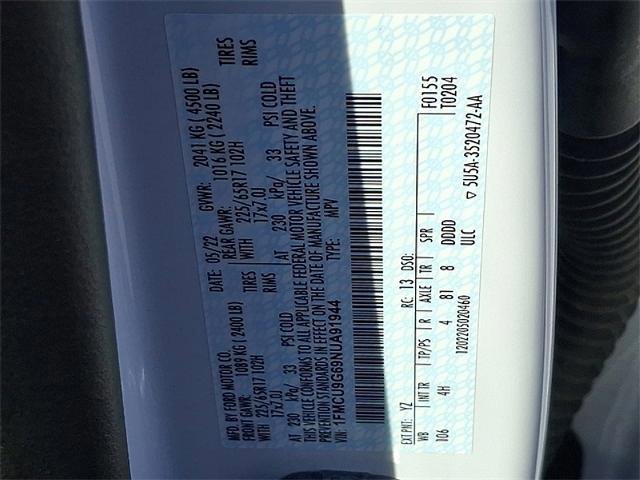 MFD. BY FORD MOTOR CO.
DATE: 05/22 GVWR: 2041 KG ( 4500 LB)
FRONT GAWR: 1089 KG ( 2400 LB) REAR GAWR: 1016 KG ( 2240 LB)
225/65R17 102H WITH 225/65R17 102H TIRES
17x7.0J 17x7.0J RIMS
AT 230 kPa/ 33 PSI COLD AT 230 kPa/ 33 PSI COLD
THIS VEHICLE CONFORMS TO ALL APPLICABLE FEDERAL MOTOR VEHICLE SAFETY AND THEFT
PREVENTION STANDARDS IN EFFECT ON THE DATE OF MANUFACTURE SHOWN ABOVE.
VIN: 1FMCU9G69NUA91944 TYPE: MPV
F0155
T0204
EXT PNT: YZ RC: 13 DSO:
WB INT TR TP/PS R AXLE TR SPR
106 4H 4 81 8 DDDD
ULC
1202205020460
▽ 5U5A-3520472-AA